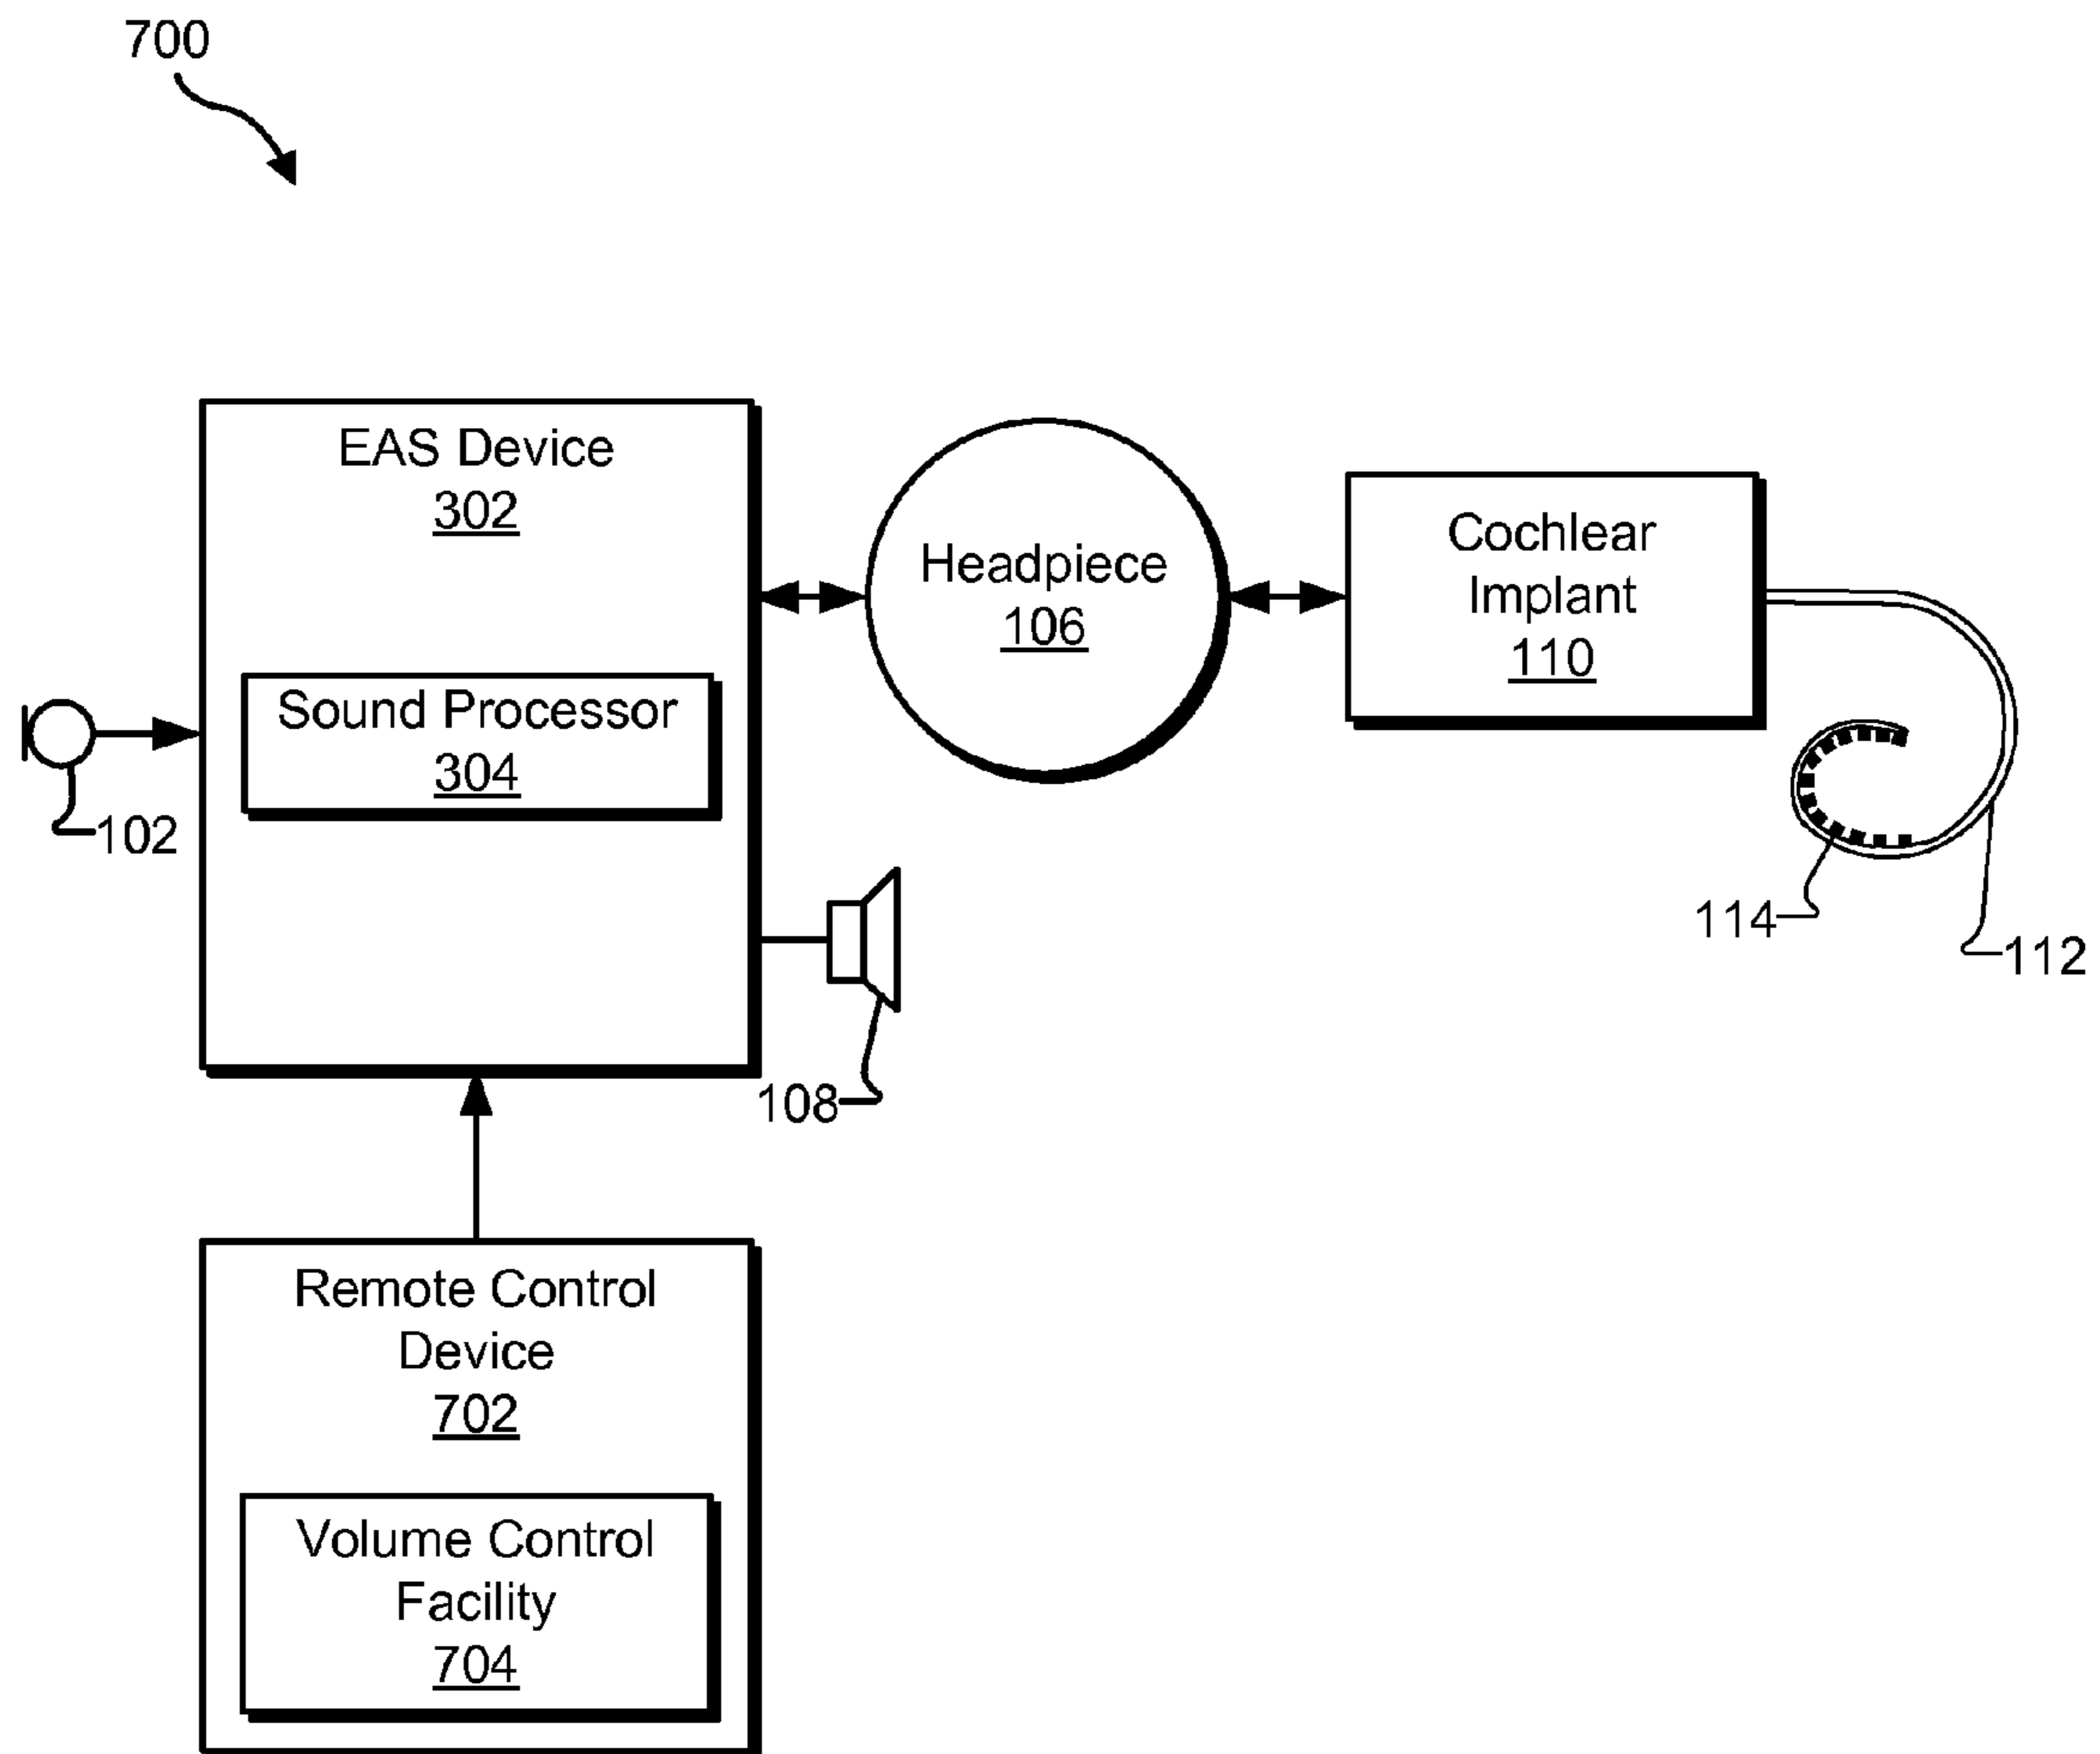 700
EAS Device
302
Sound Processor
304
102
108
Headpiece
106
Cochlear
Implant
110
114
112
Remote Control
Device
702
Volume Control
Facility
704